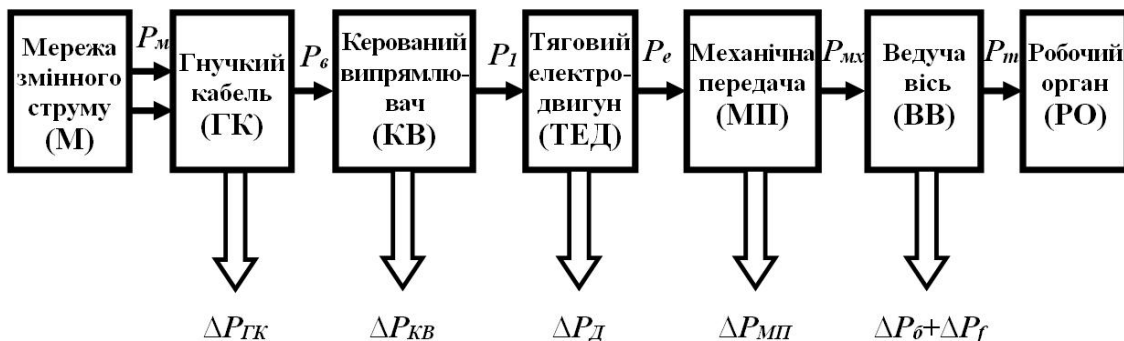 Мережа
змінного
струму
(М)
Pм
Гнучкий
кабель
(ГК)
Pв
Керований
випрямлю-
вач
(КВ)
P1
Тяговий
електро-
двигун
(ТЕД)
Pе
Механічна
передача
(МП)
Pмх
Ведуча
вісь
(ВВ)
Pт
Робочий
орган
(РО)
ΔPГК
ΔPКВ
ΔPД
ΔPМП
ΔPб+ΔPf